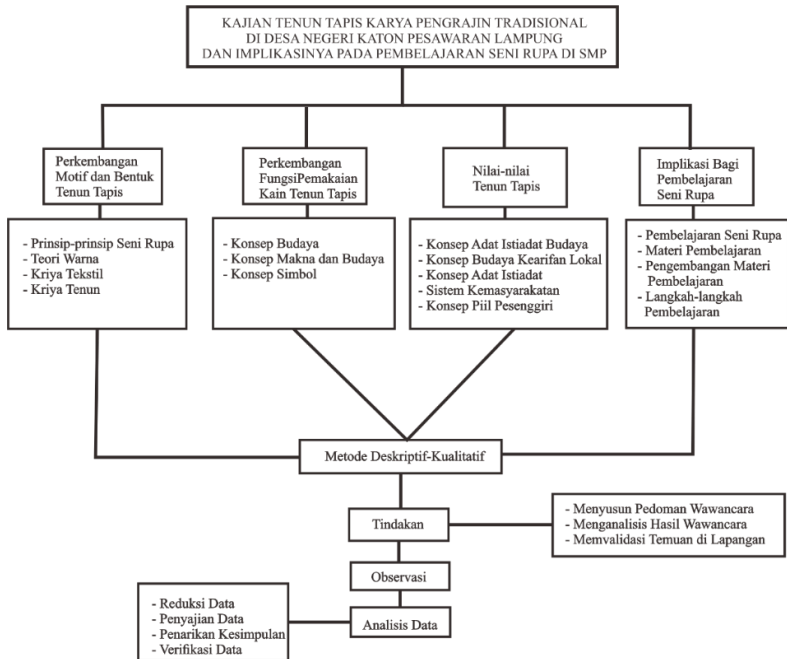 KAJIAN TENUN TAPIS KARYA PENGRAJIN TRADISIONAL
DI DESA NEGERI KATON PESAWARAN LAMPUNG
DAN IMPLIKASINYA PADA PEMBELAJARAN SENI RUPA DI SMP
Perkembangan
Motif dan Bentuk
Tenun Tapis
Perkembangan
FungsiPemakaian
Kain Tenun Tapis
Nilai-nilai
Tenun Tapis
Implikasi Bagi
Pembelajaran
Seni Rupa
- Prinsip-prinsip Seni Rupa
- Teori Warna
- Kriya Tekstil
- Kriya Tenun
- Konsep Budaya
- Konsep Makna dan Budaya
- Konsep Simbol
- Konsep Adat Istiadat Budaya
- Konsep Budaya Kearifan Lokal
- Konsep Adat Istiadat
- Sistem Kemasyarakatan
- Konsep Piil Pesenggiri
- Pembelajaran Seni Rupa
- Materi Pembelajaran
- Pengembangan Materi
Pembelajaran
- Langkah-langkah
Pembelajaran
Metode Deskriptif-Kualitatif
Tindakan
- Menyusun Pedoman Wawancara
- Menganalisis Hasil Wawancara
- Memvalidasi Temuan di Lapangan
Observasi
- Reduksi Data
- Penyajian Data
- Penarikan Kesimpulan
- Verifikasi Data
Analisis Data